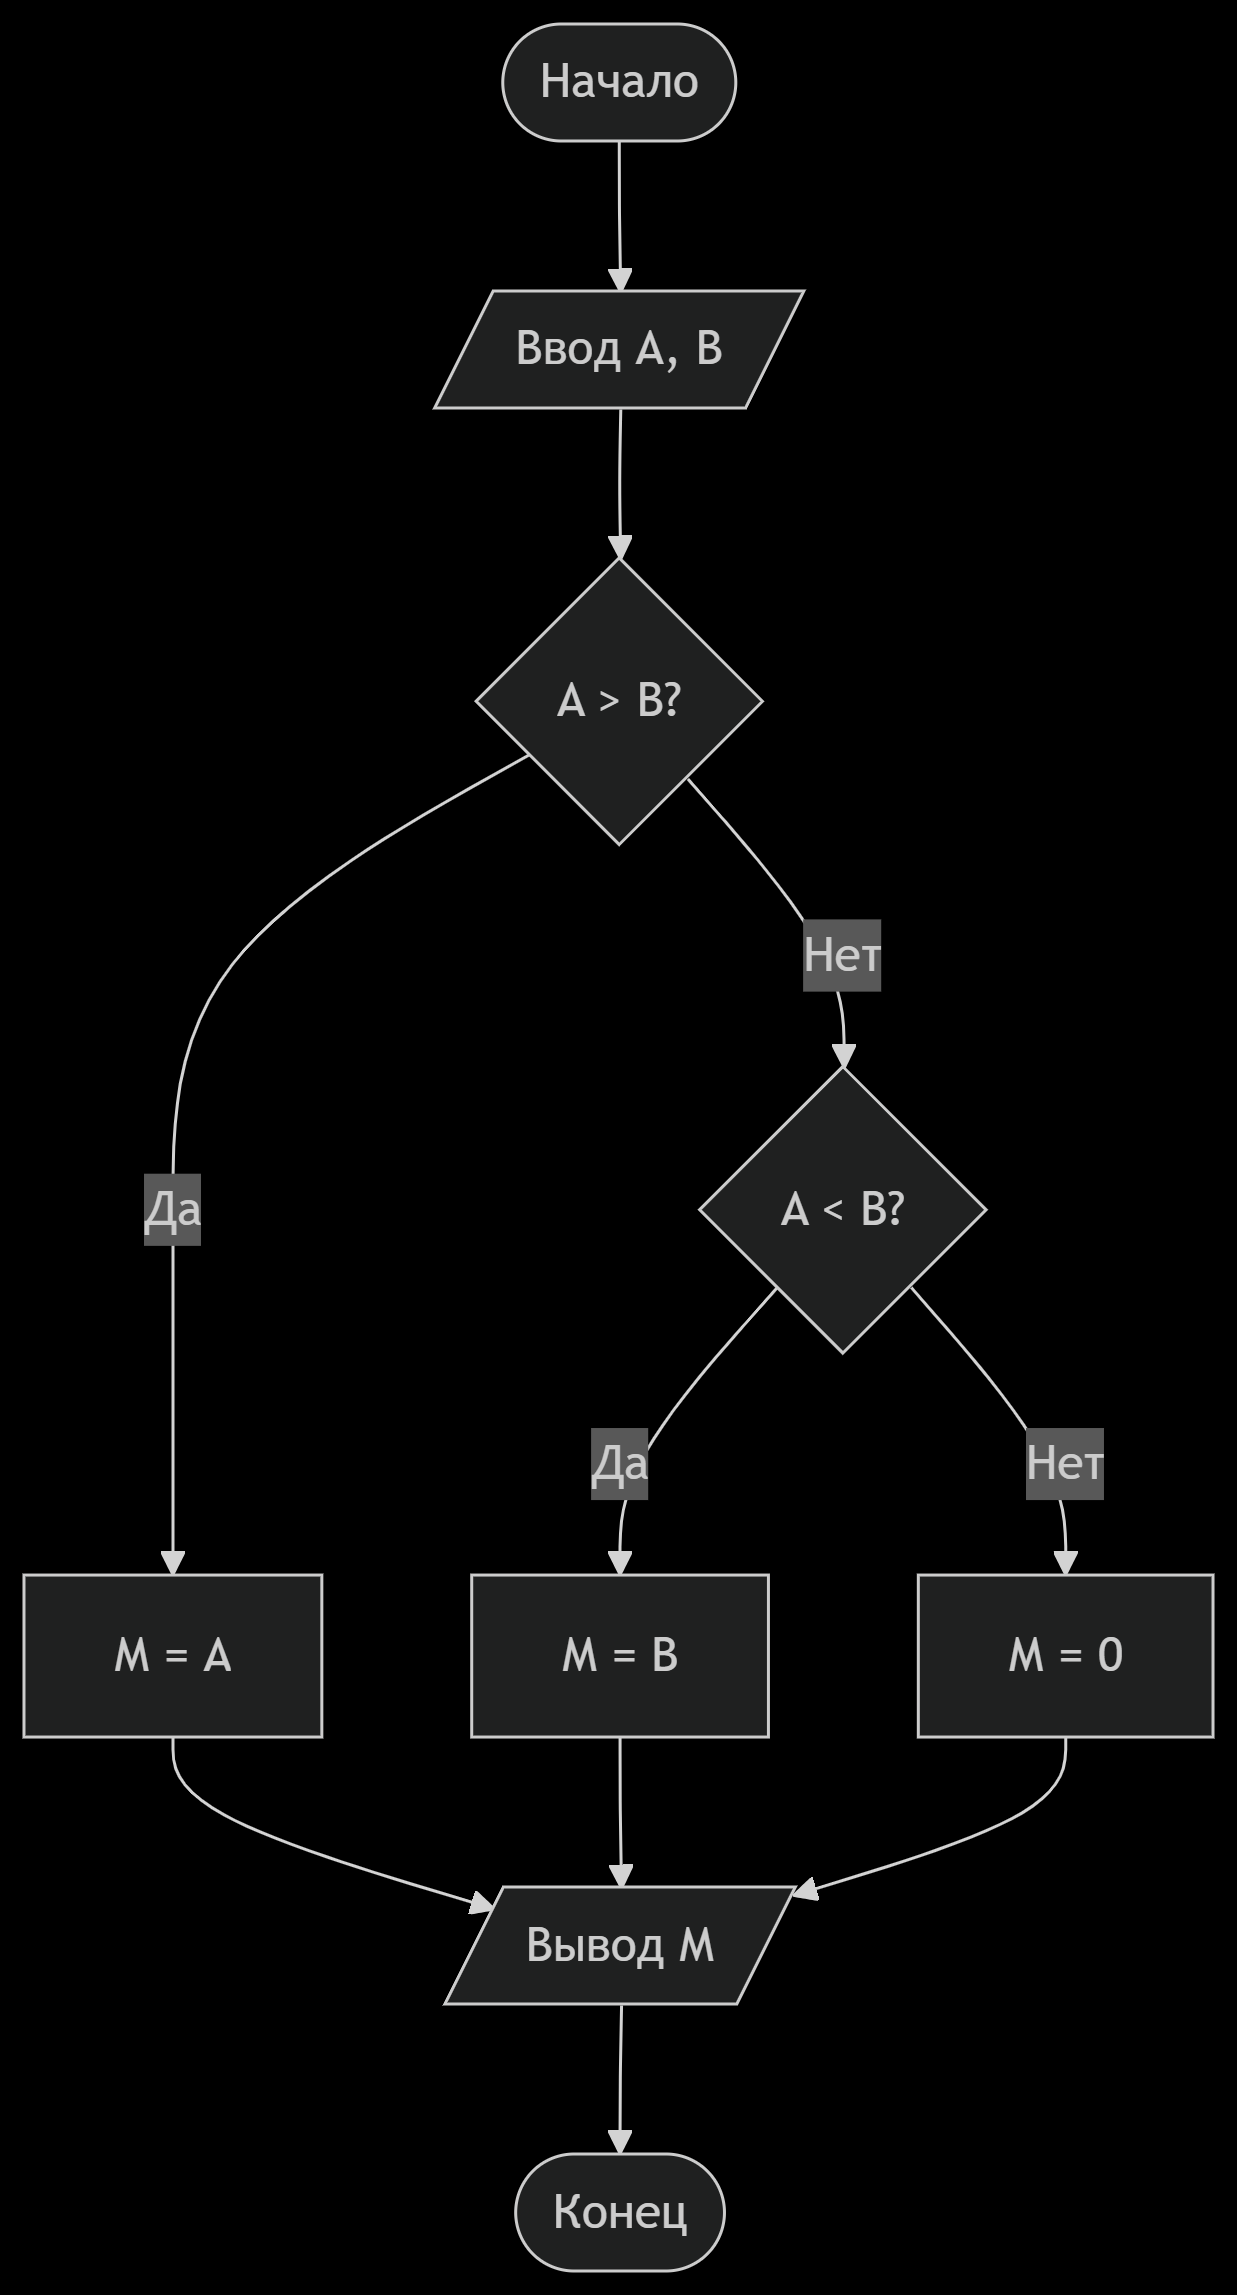 Начало
Ввод A, B
A > B?
Нет
Да
A < B?
Да
Нет
M = A
M = B
M = 0
Вывод M
Конец